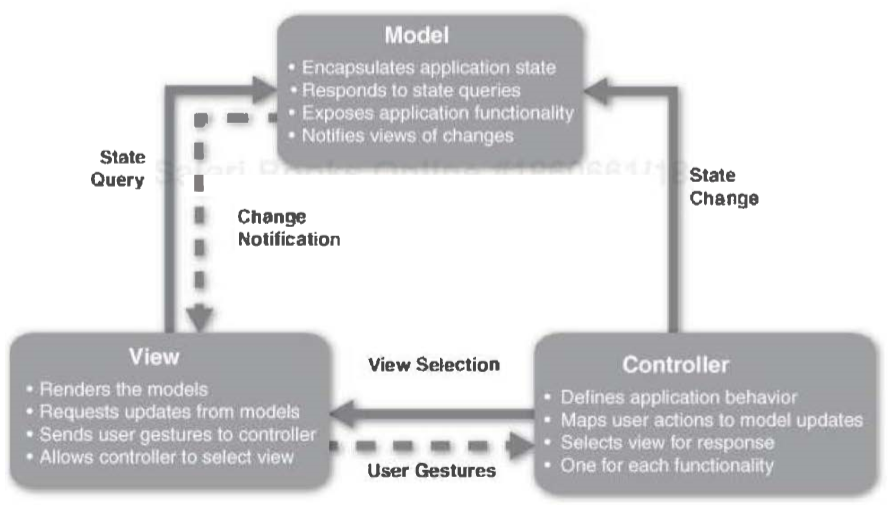 Model
• Encapsulates application state
• Responds to state queries
• Exposes application functionality
• Notifies views of changes
State
Query
Change
Notification
State
Change
View
• Renders the models
• Requests updates from models
• Sends user gestures to controller
• Allows controller to select view
View Selection
User Gestures
Controller
• Defines application behavior
• Maps user actions to model updates
• Selects view for response
• One for each functionality